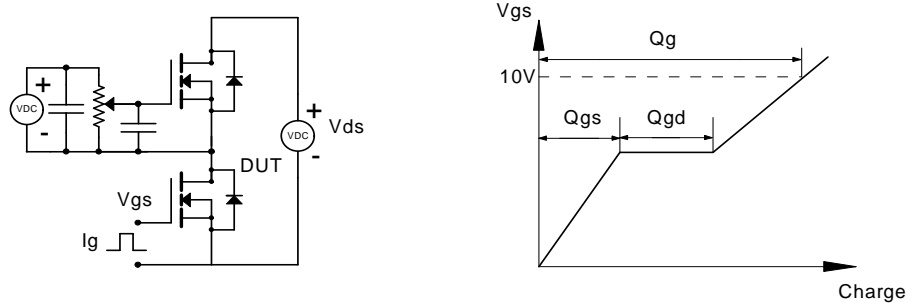 +
VDC
-
Vgs
Ig
DUT
+
VDC
-
Vds
Vgs
10V
Qg
Qgs
Qgd
Charge